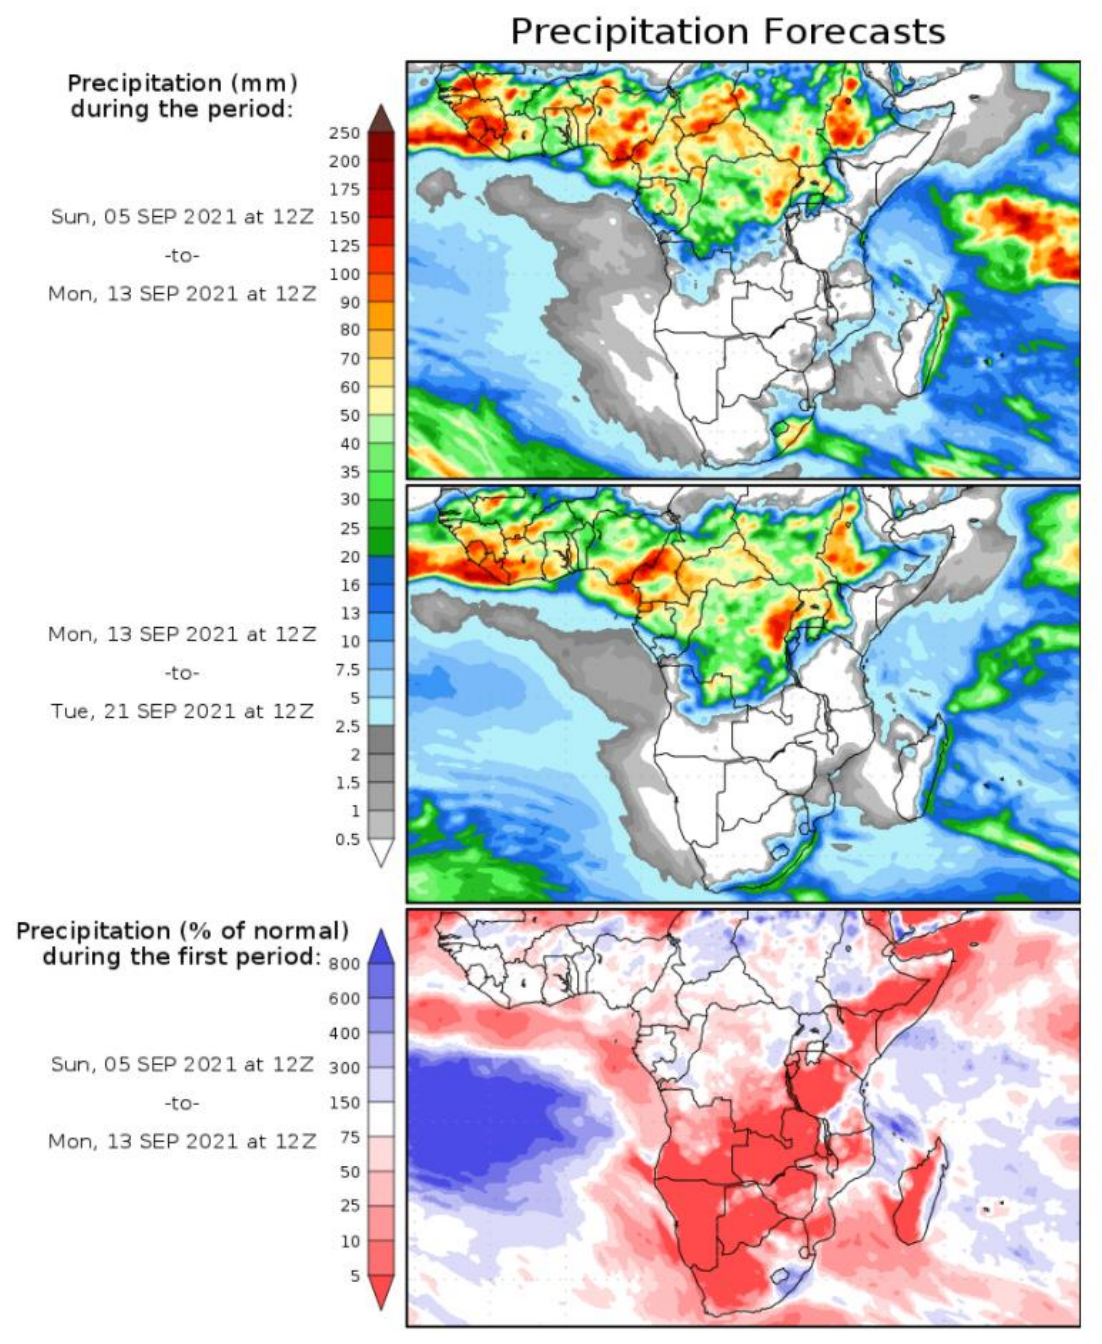 Precipitation Forecasts
Precipitation (mm)
during the period:
250
200
175
150
125
100
90
80
70
60
50
40
35
30
25
20
16
13
10
7.5
5
2.5
2
1.5
1
0.5
Sun, 05 SEP 2021 at 12Z
-to-
Mon, 13 SEP 2021 at 12Z
Mon, 13 SEP 2021 at 12Z
-to-
Tue, 21 SEP 2021 at 12Z
Precipitation (% of normal)
during the first period:
800
600
400
300
150
75
50
25
10
5
Sun, 05 SEP 2021 at 12Z
-to-
Mon, 13 SEP 2021 at 12Z